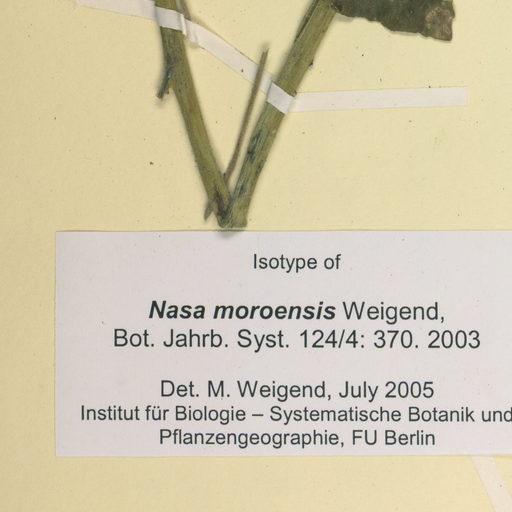 Isotype of
Nasa moroensis Weigend,
Bot. Jahrb. Syst. 124/4: 370. 2003
Det. M. Weigend, July 2005
Institut für Biologie – Systematische Botanik und
Pflanzengeographie, FU Berlin